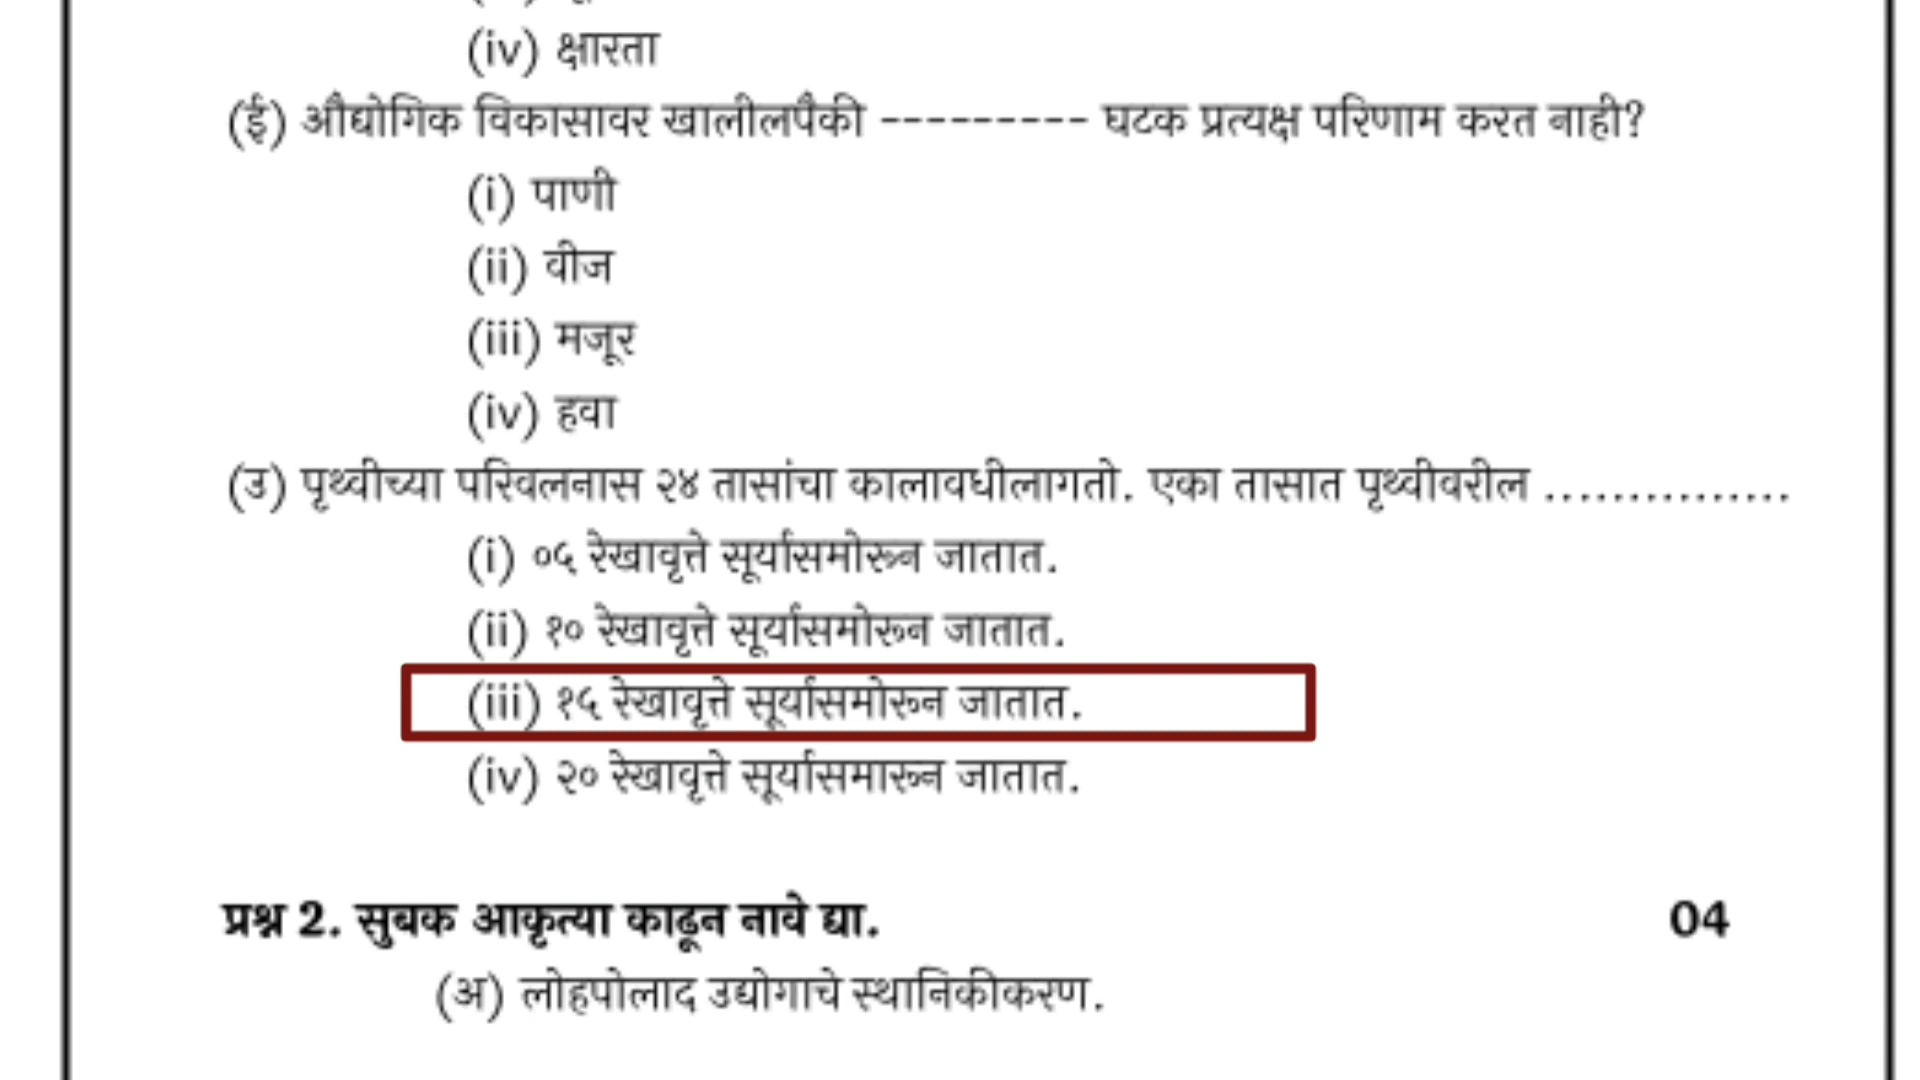 (iv) क्षारता
(ई) औद्योगिक विकासावर खालीलपैकी --------- घटक प्रत्यक्ष परिणाम करत नाही?
(i) पाणी
(ii) वीज
(iii) मजूर
(iv) हवा
(उ) पृथ्वीच्या परिवलनास २४ तासांचा कालावधीलागतो. एका तासात पृथ्वीवरील ...............
(i) ०५ रेखावृत्ते सूर्यासमोरून जातात.
(ii) १० रेखावृत्ते सूर्यासमोरून जातात.
(iii) १५ रेखावृत्ते सूर्यासमोरून जातात.
(iv) २० रेखावृत्ते सूर्यासमारून जातात.
प्रश्न 2. सुबक आकृत्या काढून नावे द्या. 04
(अ) लोहपोलाद उद्योगाचे स्थानिकीकरण.